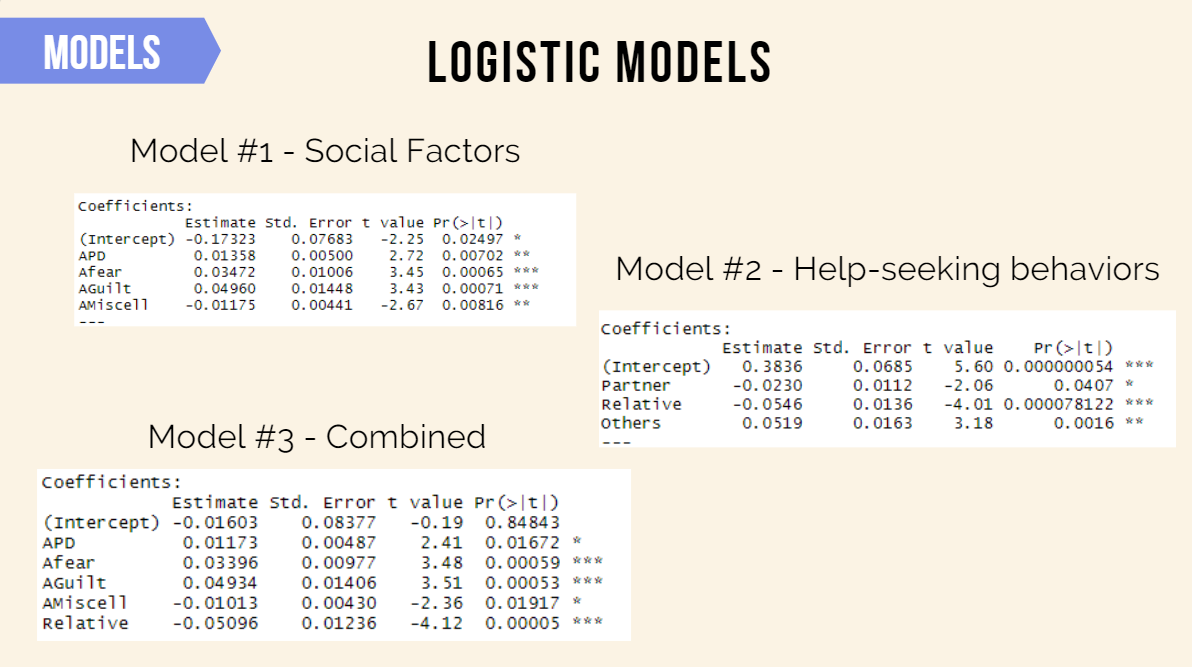 MODELS
LOGISTIC MODELS
Model #1 - Social Factors
Coefficients:
Estimate Std. Error t value Pr(>|t|)
(Intercept) -0.17323 0.07683 -2.25 0.02497 *
APD 0.01358 0.00500 2.72 0.00702 **
Afear 0.03472 0.01006 3.45 0.00065 ***
AGuilt 0.04960 0.01448 3.43 0.00071 ***
AMiscell -0.01175 0.00441 -2.67 0.00816 **
---
Model #2 - Help-seeking behaviors
Coefficients:
Estimate Std. Error t value Pr(>|t|)
(Intercept) 0.3836 0.0685 5.60 0.000000054 ***
Partner -0.0230 0.0112 -2.06 0.0407 *
Relative -0.0546 0.0136 -4.01 0.000078122 ***
Others 0.0519 0.0163 3.18 0.0016 **
---
Model #3 - Combined
Coefficients:
Estimate Std. Error t value Pr(>|t|)
(Intercept) -0.01603 0.08377 -0.19 0.84843
APD 0.01173 0.00487 2.41 0.01672 *
Afear 0.03396 0.00977 3.48 0.00059 ***
AGuilt 0.04934 0.01406 3.51 0.00053 ***
AMiscell -0.01013 0.00430 -2.36 0.01917 *
Relative -0.05096 0.01236 -4.12 0.00005 ***